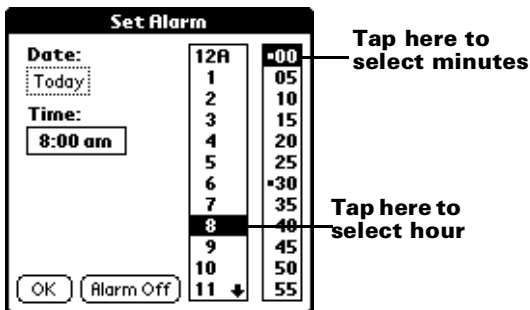 Set Alarm
Date:
Today
Time:
8:00 am
12A
1
2
3
4
5
6
7
8
9
10
11
00
05
10
15
20
25
30
35
40
45
50
55
OK
Alarm Off
Tap here to
select minutes
Tap here to
select hour